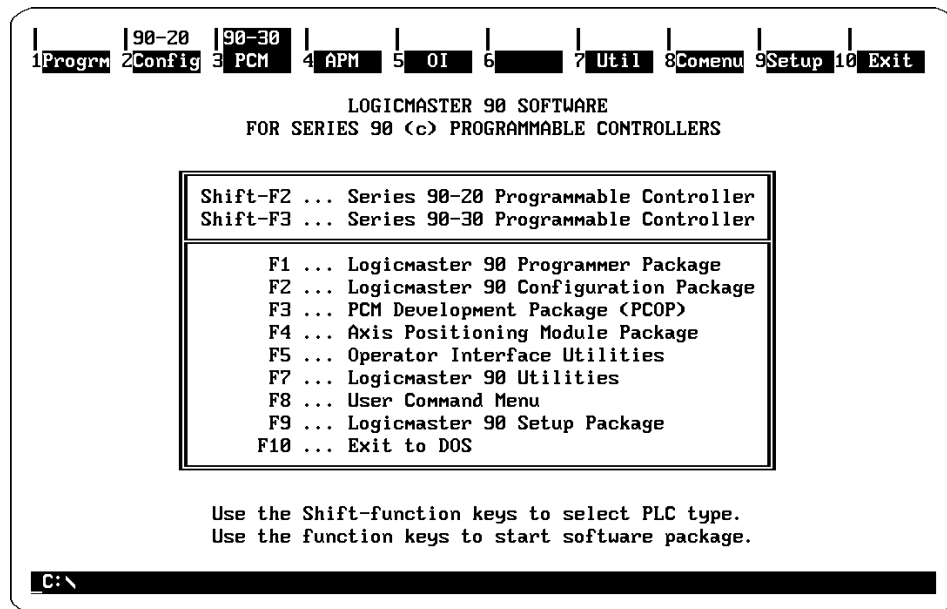 |90-20 |90-30
1Progrm 2Config 3 PCM 4 APM 5 OI 6 7 Util 8Comenu 9Setup 10 Exit
LOGICMASTER 90 SOFTWARE
FOR SERIES 90 (c) PROGRAMMABLE CONTROLLERS
Shift-F2 ... Series 90-20 Programmable Controller
Shift-F3 ... Series 90-30 Programmable Controller
F1 ... Logicmaster 90 Programmer Package
F2 ... Logicmaster 90 Configuration Package
F3 ... PCM Development Package (PCOP)
F4 ... Axis Positioning Module Package
F5 ... Operator Interface Utilities
F7 ... Logicmaster 90 Utilities
F8 ... User Command Menu
F9 ... Logicmaster 90 Setup Package
F10 ... Exit to DOS
Use the Shift-function keys to select PLC type.
Use the function keys to start software package.
_C:\